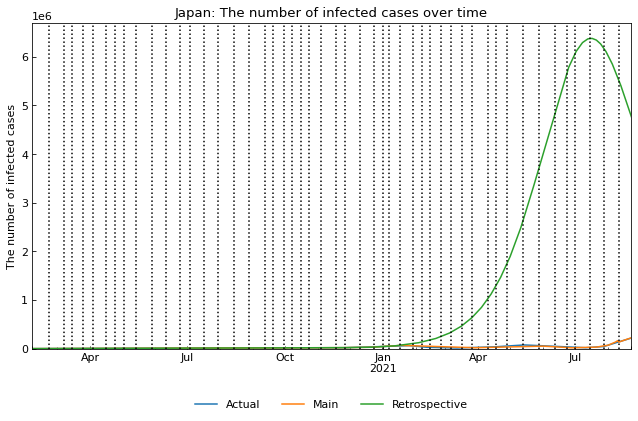 Japan: The number of infected cases over time
1e6
The number of infected cases
6
5
4
3
2
1
0
Apr Jul Oct Jan Apr Jul
2021
Actual Main Retrospective